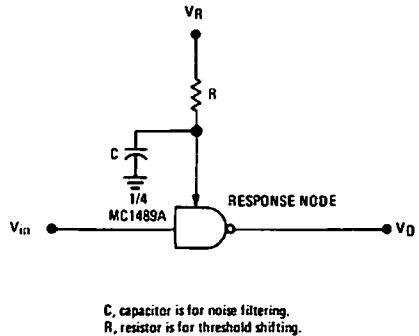 VR
R
C
1/4
MC1489A
RESPONSE NODE
Vin
VO
C, capacitor is for noise filtering.
R, resistor is for threshold shifting.